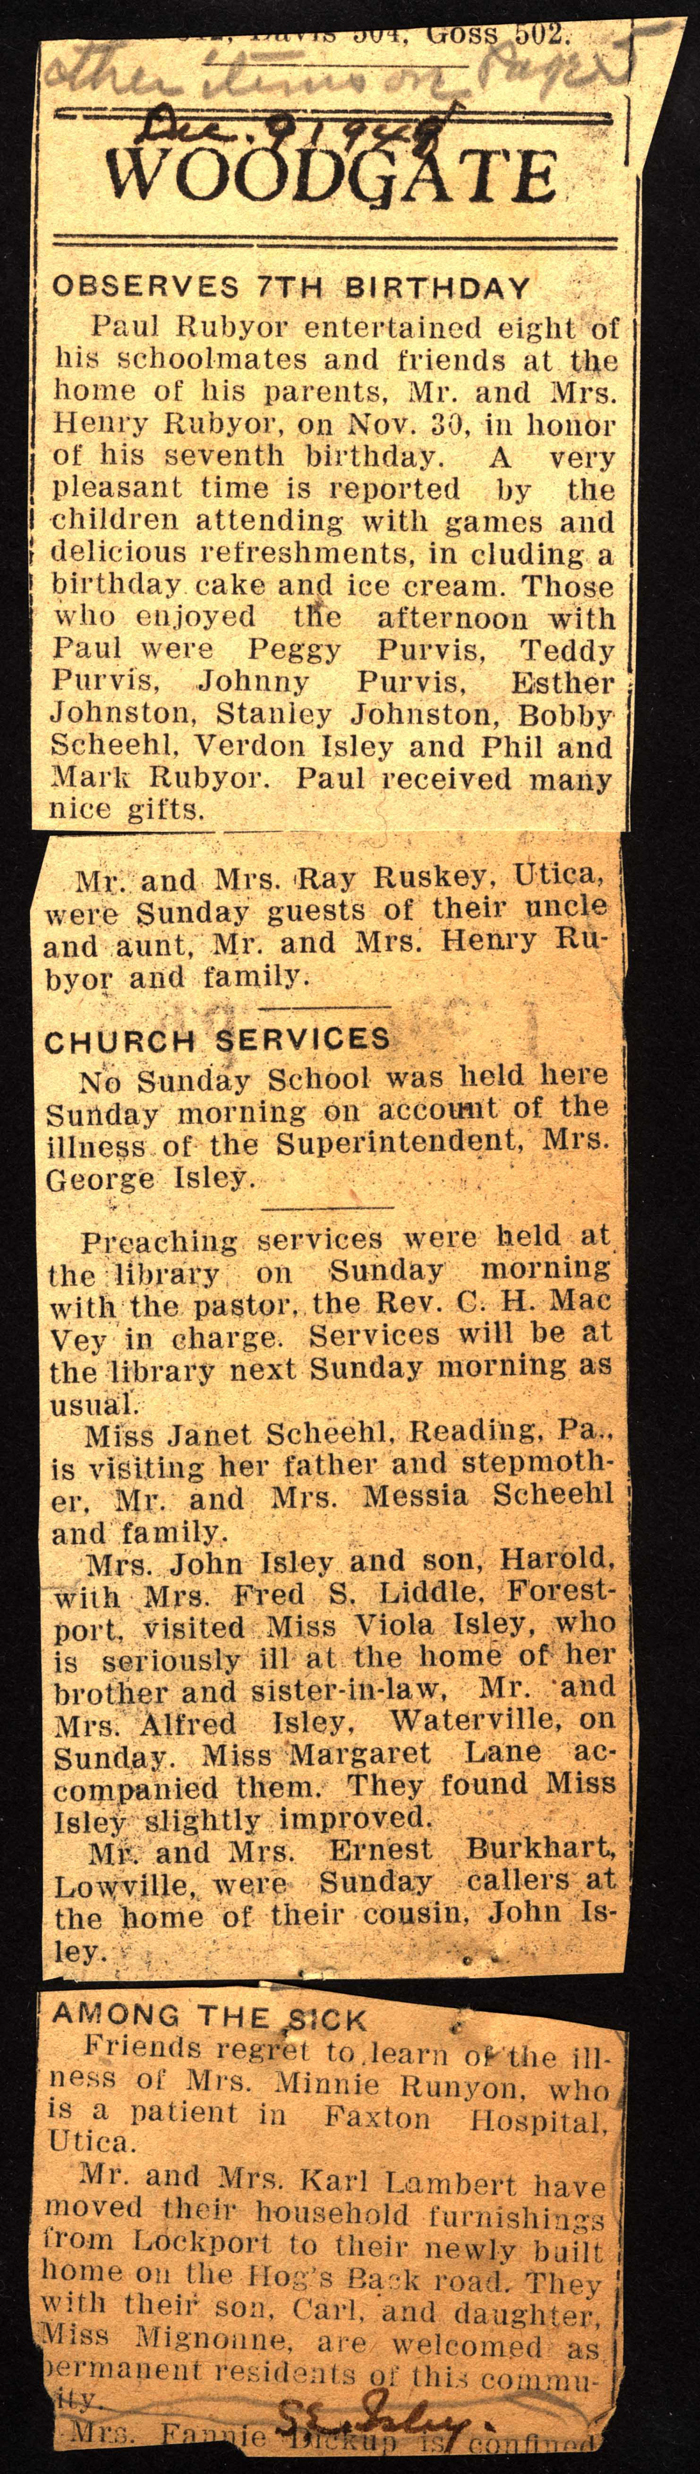 Davis 504, Goss 502.
other items on Page 5
Dec. 9 1948
WOODGATE
OBSERVES 7TH BIRTHDAY
Paul Rubyor entertained eight of
his schoolmates and friends at the
home of his parents, Mr. and Mrs.
Henry Rubyor, on Nov. 30, in honor
of his seventh birthday. A very
pleasant time is reported by the
children attending with games and
delicious refreshments, in cluding a
birthday cake and ice cream. Those
who enjoyed the afternoon with
Paul were Peggy Purvis, Teddy
Purvis, Johnny Purvis, Esther
Johnston, Stanley Johnston, Bobby
Scheehl, Verdon Isley and Phil and
Mark Rubyor. Paul received many
nice gifts.
Mr. and Mrs. Ray Ruskey, Utica,
were Sunday guests of their uncle
and aunt, Mr. and Mrs. Henry Ru-
byor and family.
CHURCH SERVICES
No Sunday School was held here
Sunday morning on account of the
illness of the Superintendent, Mrs.
George Isley.
Preaching services were held at
the library on Sunday morning
with the pastor, the Rev. C. H. Mac
Vey in charge. Services will be at
the library next Sunday morning as
usual.
Miss Janet Scheehl, Reading, Pa.,
is visiting her father and stepmoth-
er, Mr. and Mrs. Messia Scheehl
and family.
Mrs. John Isley and son, Harold,
with Mrs. Fred S. Liddle, Forest-
port, visited Miss Viola Isley, who
is seriously ill at the home of her
brother and sister-in-law, Mr. and
Mrs. Alfred Isley, Waterville, on
Sunday. Miss Margaret Lane ac-
companied them. They found Miss
Isley slightly improved.
Mr. and Mrs. Ernest Burkhart,
Lowville, were Sunday callers at
the home of their cousin, John Is-
ley.
AMONG THE SICK
Friends regret to learn of the ill-
ness of Mrs. Minnie Runyon, who
is a patient in Faxton Hospital,
Utica.
Mr. and Mrs. Karl Lambert have
moved their household furnishings
from Lockport to their newly built
home on the Hog's Back road. They
with their son, Carl, and daughter,
Miss Mignonne, are welcomed as
permanent residents of this commu-
ity.
S.E. Isley.
Mrs. Fannie Dickup is confined